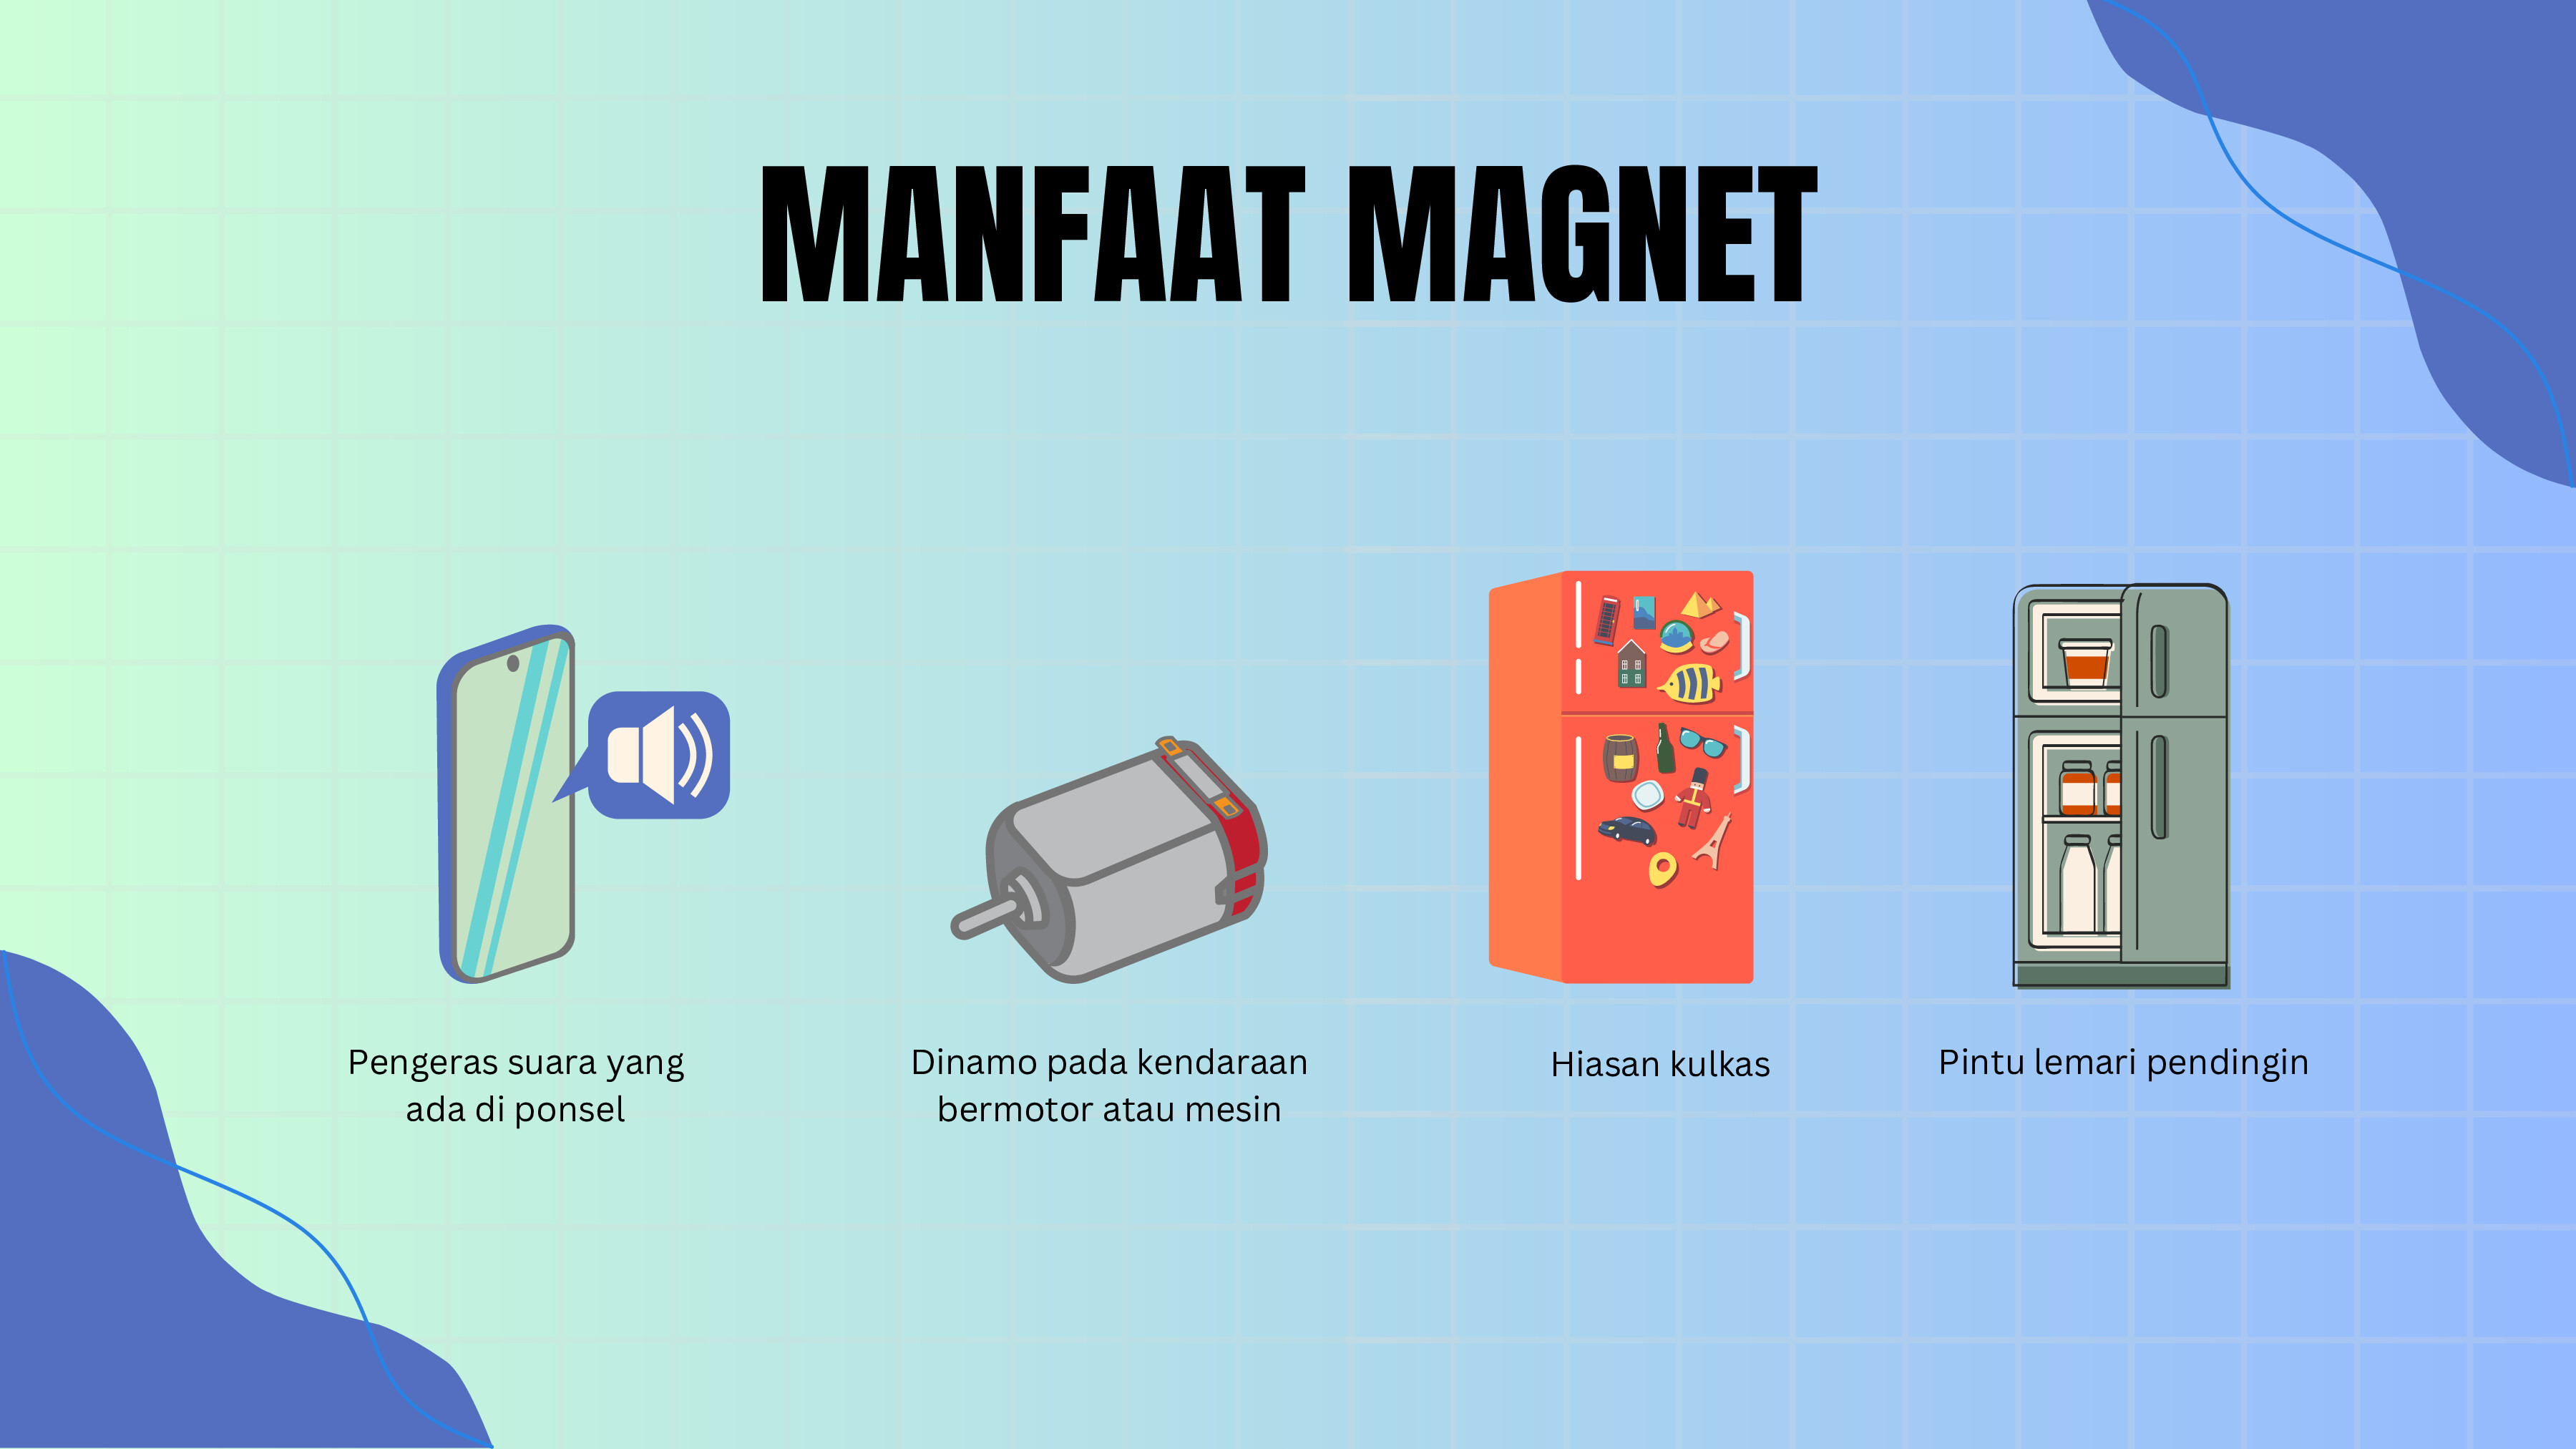 MANFAAT MAGNET
Pengeras suara yang
ada di ponsel
Dinamo pada kendaraan
bermotor atau mesin
Hiasan kulkas
Pintu lemari pendingin